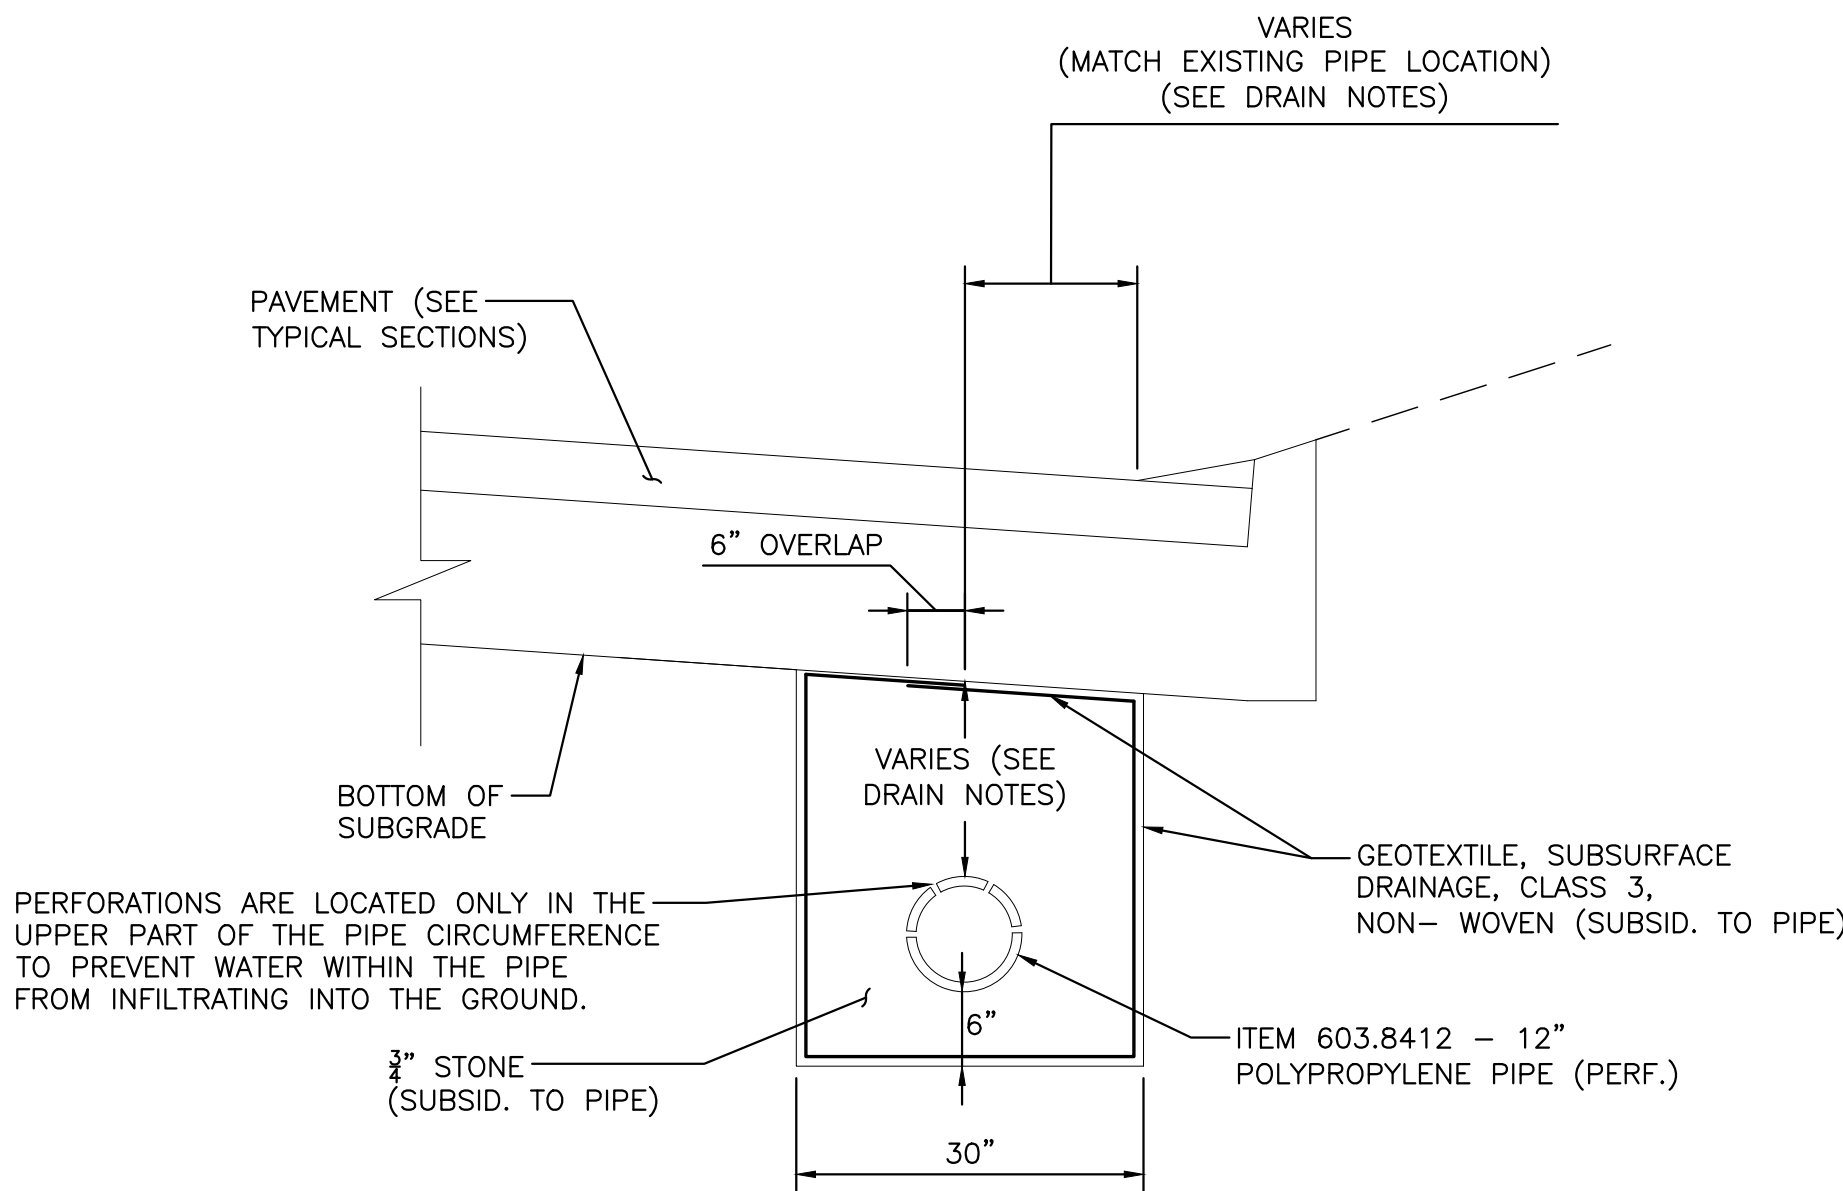 VARIES
(MATCH EXISTING PIPE LOCATION)
(SEE DRAIN NOTES)
PAVEMENT (SEE
TYPICAL SECTIONS)
6" OVERLAP
VARIES (SEE
DRAIN NOTES)
BOTTOM OF
SUBGRADE
GEOTEXTILE, SUBSURFACE
DRAINAGE, CLASS 3,
NON- WOVEN (SUBSID. TO PIPE)
PERFORATIONS ARE LOCATED ONLY IN THE
UPPER PART OF THE PIPE CIRCUMFERENCE
TO PREVENT WATER WITHIN THE PIPE
FROM INFILTRATING INTO THE GROUND.
6"
ITEM 603.8412 - 12"
POLYPROPYLENE PIPE (PERF.)
3/4" STONE
(SUBSID. TO PIPE)
30"